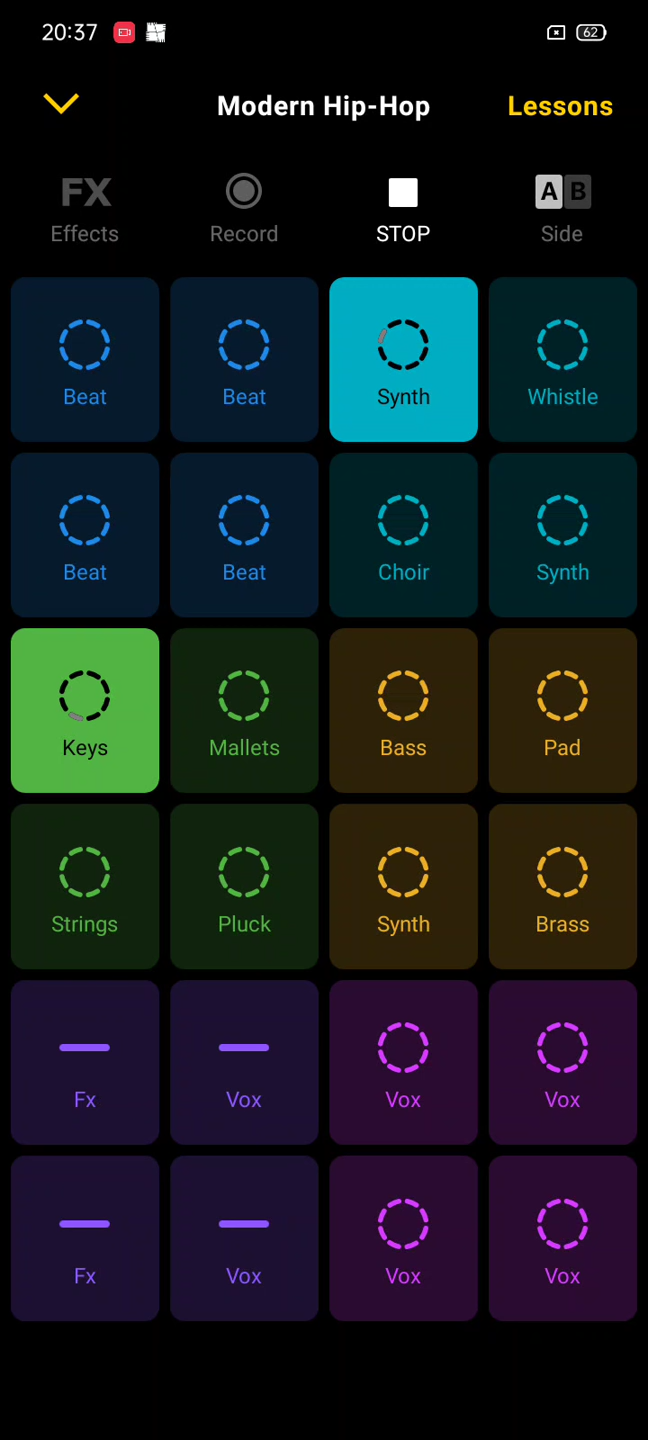 20:37
62
Modern Hip-Hop
Lessons
FX
A B
Effects
Record
STOP
Side
Beat
Beat
Synth
Whistle
Beat
Beat
Choir
Synth
Keys
Mallets
Bass
Pad
Strings
Pluck
Synth
Brass
Fx
Vox
Vox
Vox
Fx
Vox
Vox
Vox